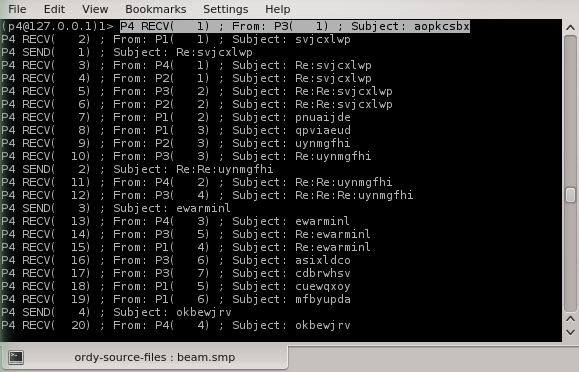 File Edit View Bookmarks Settings Help
(p4@127.0.0.1)1> P4 RECV( 1) ; From: P3( 1) ; Subject: aopkcsbx
P4 RECV( 2) ; From: P1( 1) ; Subject: svjcxlwp
P4 SEND( 1) ; Subject: Re:svjcxlwp
P4 RECV( 3) ; From: P4( 1) ; Subject: Re:svjcxlwp
P4 RECV( 4) ; From: P2( 1) ; Subject: Re:svjcxlwp
P4 RECV( 5) ; From: P3( 2) ; Subject: Re:Re:svjcxlwp
P4 RECV( 6) ; From: P2( 2) ; Subject: Re:Re:svjcxlwp
P4 RECV( 7) ; From: P1( 2) ; Subject: pnuaijde
P4 RECV( 8) ; From: P1( 3) ; Subject: qpviaeud
P4 RECV( 9) ; From: P2( 3) ; Subject: uynmgfhi
P4 RECV( 10) ; From: P3( 3) ; Subject: Re:uynmgfhi
P4 SEND( 2) ; Subject: Re:Re:uynmgfhi
P4 RECV( 11) ; From: P4( 2) ; Subject: Re:Re:uynmgfhi
P4 RECV( 12) ; From: P3( 4) ; Subject: Re:Re:Re:uynmgfhi
P4 SEND( 3) ; Subject: ewarminl
P4 RECV( 13) ; From: P4( 3) ; Subject: ewarminl
P4 RECV( 14) ; From: P3( 5) ; Subject: Re:ewarminl
P4 RECV( 15) ; From: P1( 4) ; Subject: Re:ewarminl
P4 RECV( 16) ; From: P3( 6) ; Subject: asixldco
P4 RECV( 17) ; From: P3( 7) ; Subject: cdbrwhsv
P4 RECV( 18) ; From: P1( 5) ; Subject: cuewqxoy
P4 RECV( 19) ; From: P1( 6) ; Subject: mfbyupda
P4 SEND( 4) ; Subject: okbewjrv
P4 RECV( 20) ; From: P4( 4) ; Subject: okbewjrv
ordy-source-files : beam.smp